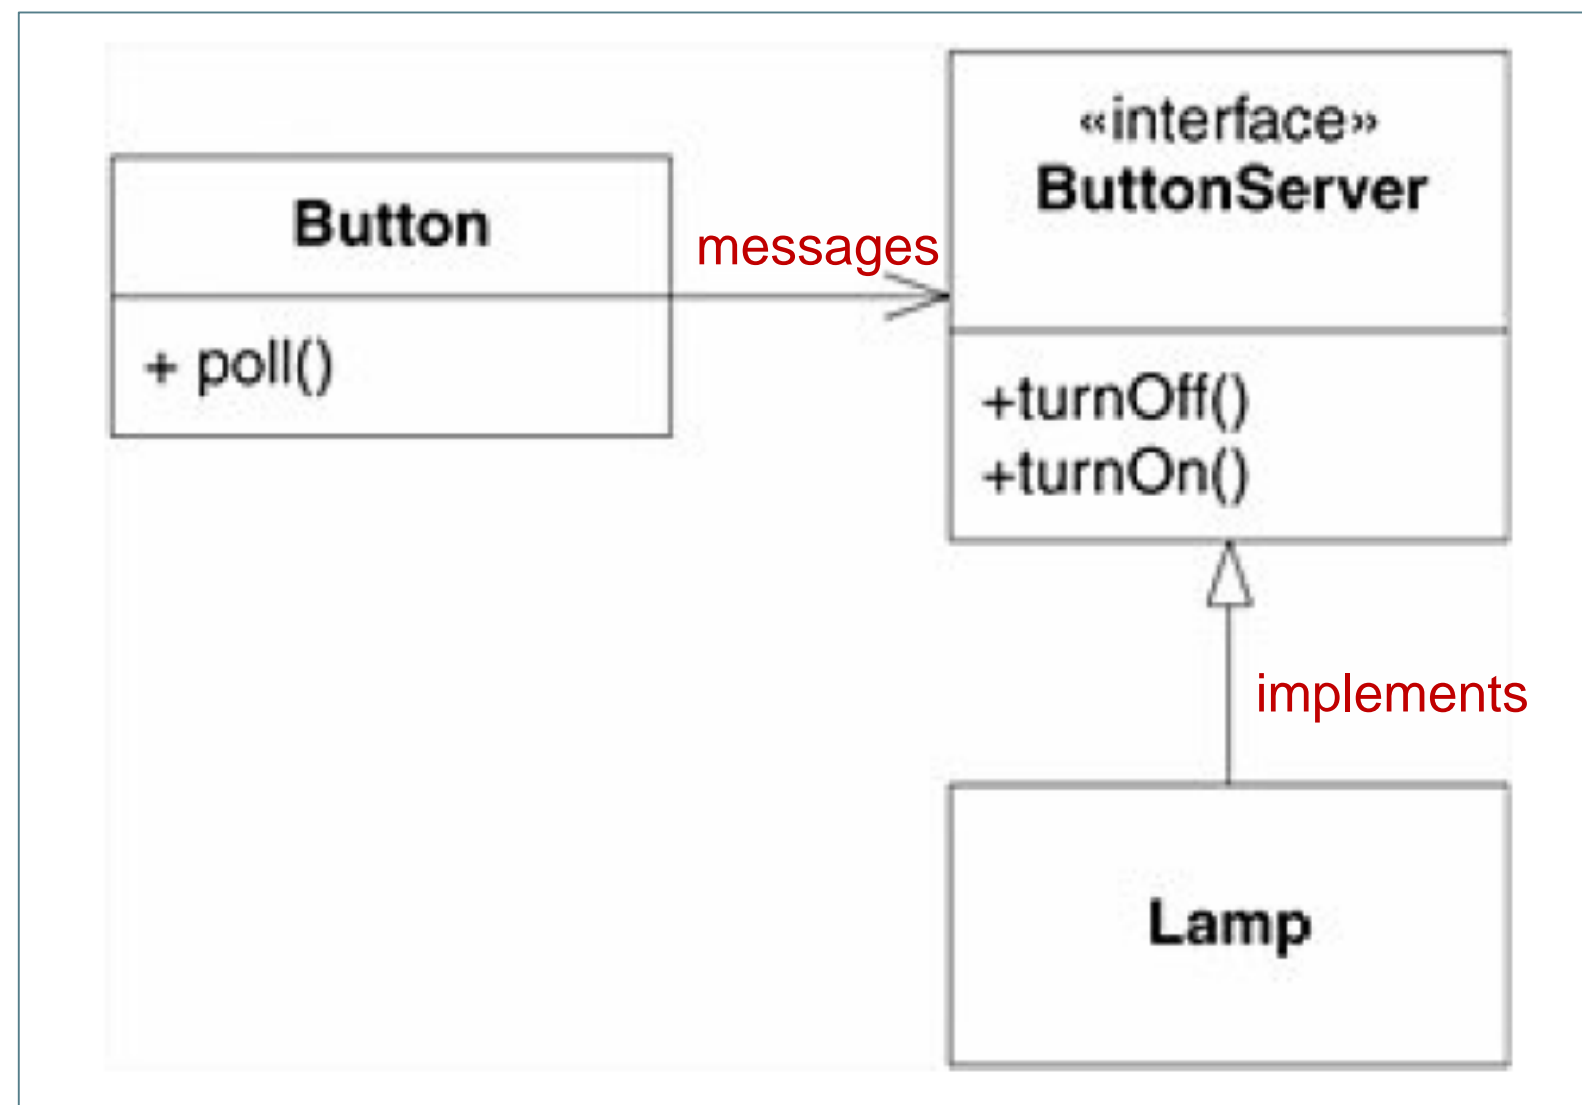 Button
+ poll()
messages
«interface»
ButtonServer
+turnOff()
+turnOn()
implements
Lamp